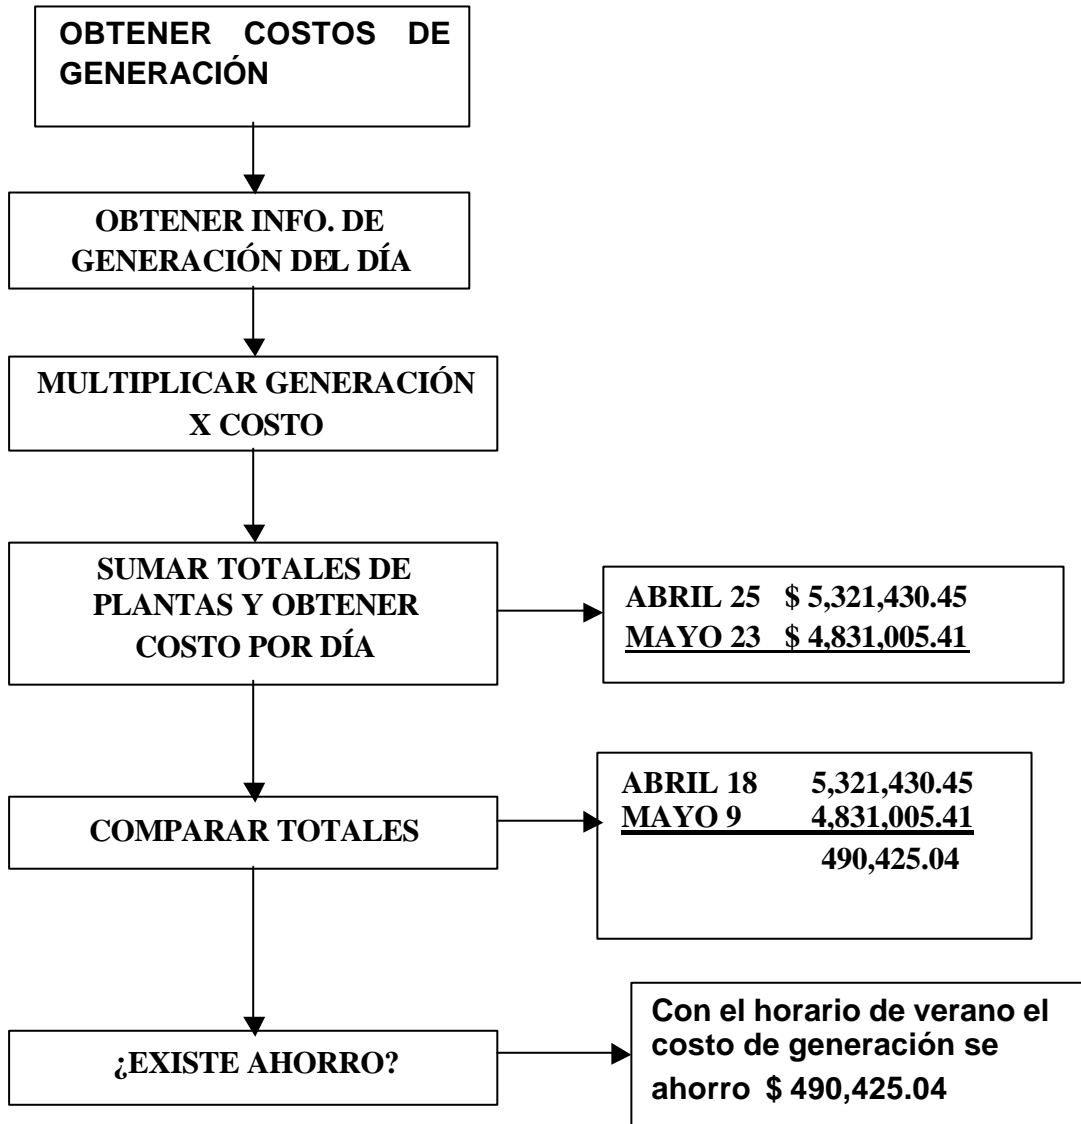 OBTENER COSTOS DE
GENERACIÓN
OBTENER INFO. DE
GENERACIÓN DEL DÍA
MULTIPLICAR GENERACIÓN
X COSTO
SUMAR TOTALES DE
PLANTAS Y OBTENER
COSTO POR DÍA
ABRIL 25 $ 5,321,430.45
MAYO 23 $ 4,831,005.41
COMPARAR TOTALES
ABRIL 18 5,321,430.45
MAYO 9 4,831,005.41
490,425.04
¿EXISTE AHORRO?
Con el horario de verano el
costo de generación se
ahorro $ 490,425.04